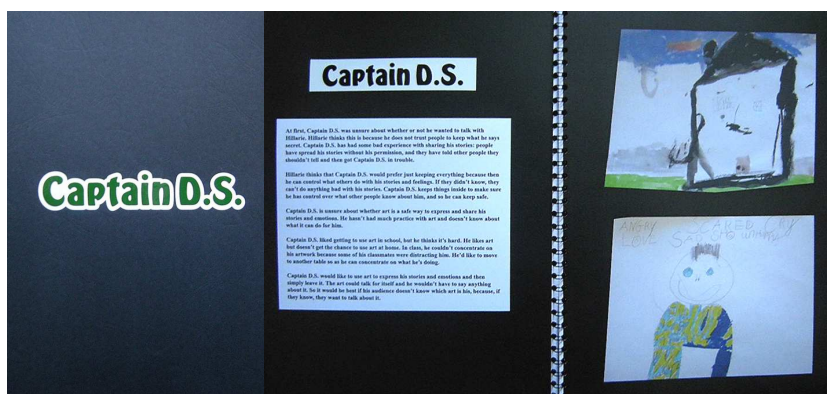 Captain D.S.
Captain D.S.
At first, Captain D.S. was unsure about whether or not he wanted to talk with
Hillarie. Hillarie thinks this is because he does not trust people to keep what he says
secret. Captain D.S. has had some bad experience with sharing his stories: people
have spread his stories without his permission, and they have told other people they
shouldn't tell and then got Captain D.S. in trouble.
Hillarie thinks that Captain D.S. would prefer just keeping everything because then
he can control what others do with his stories and feelings. If they didn't know, they
can't do anything bad with his stories. Captain D.S. keeps things inside to make sure
he has control over what other people know about him, and so he can keep safe.
Captain D.S. is unsure about whether art is a safe way to express and share his
stories and emotions. He hasn't had much practice with art and doesn't know about
what it can do for him.
Captain D.S. liked getting to use art in school, but he thinks it's hard. He likes art
but doesn't get the chance to use art at home. In class, he couldn't concentrate on
his artwork because some of his classmates were distracting him. He'd like to move
to another table so as he can concentrate on what he's doing.
Captain D.S. would like to use art to express his stories and emotions and then
simply leave it. The art could talk for itself and he wouldn't have to say anything
about it. So it would be best if his audience doesn't know which art is his, because, if
they know, they want to talk about it.
ANGRY SCARED
LOVE SAD